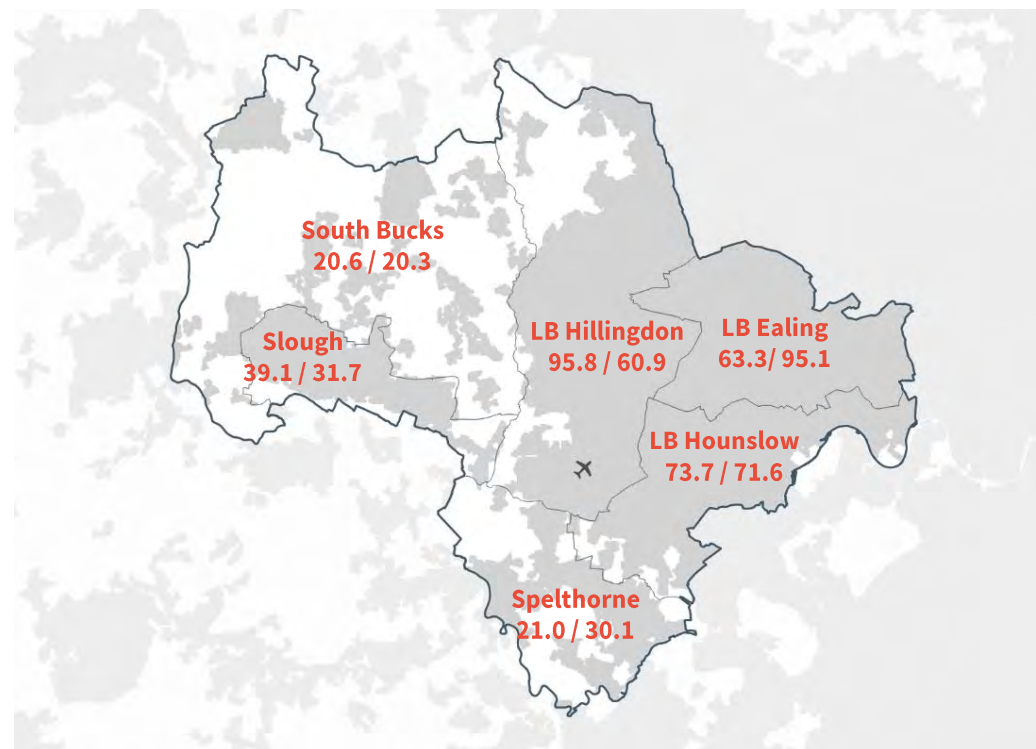 South Bucks
20.6 / 20.3
Slough
39.1 / 31.7
LB Hillingdon
95.8 / 60.9
LB Ealing
63.3/ 95.1
LB Hounslow
73.7 / 71.6
Spelthorne
21.0 / 30.1